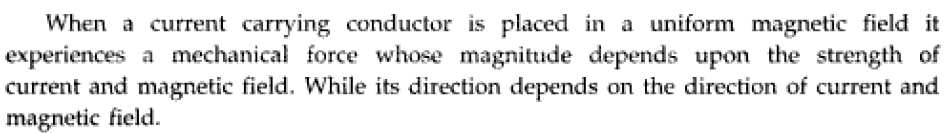 When a current carrying conductor is placed in a uniform magnetic field it
experiences a mechanical force whose magnitude depends upon the strength of
current and magnetic field. While its direction depends on the direction of current and
magnetic field.